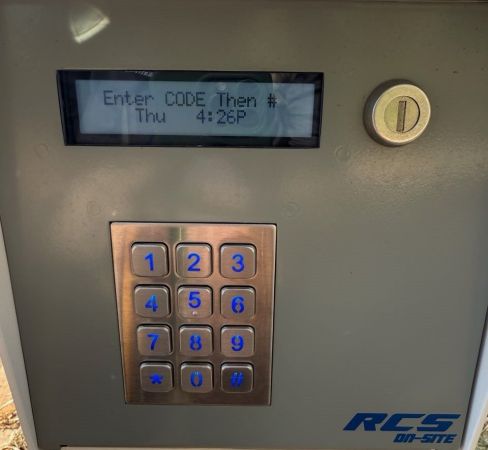 Enter CODE Then #
Thu 4:26P
1 2 3
4 5 6
7 8 9
* 0 #
RCS
ON-SITE